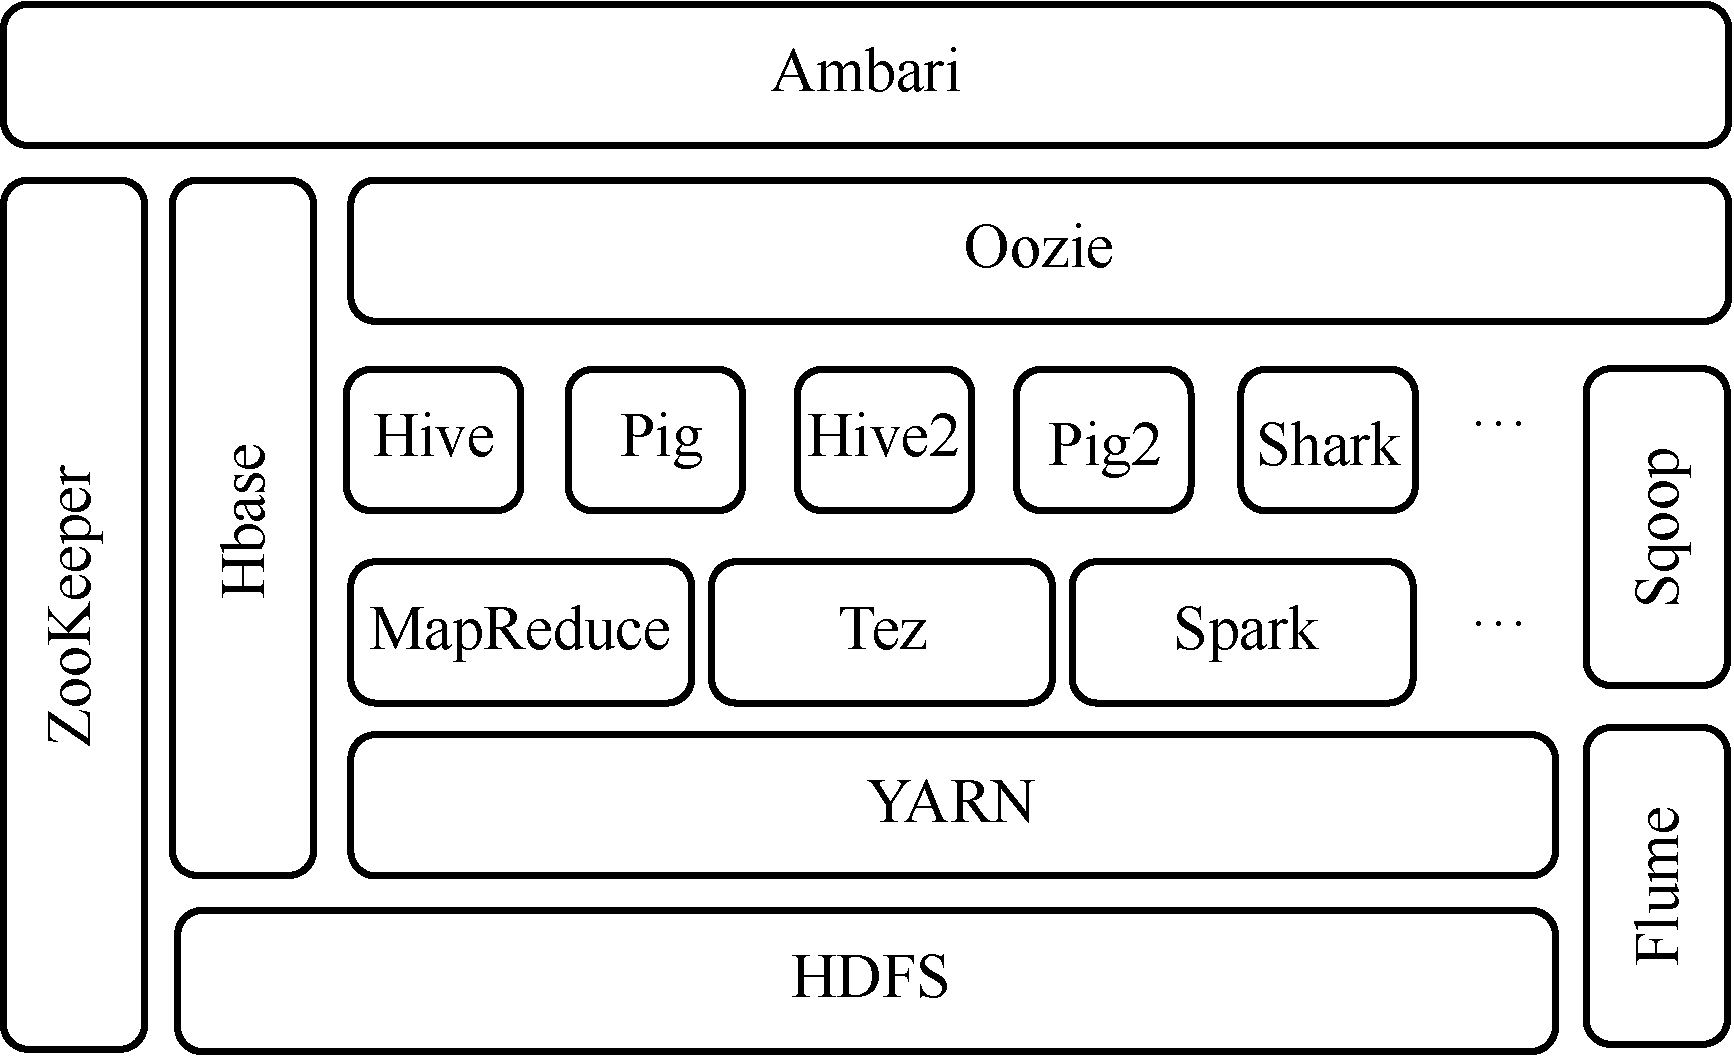 Ambari
ZooKeeper
Hbase
Oozie
Hive
Pig
Hive2
Pig2
Shark
...
Sqoop
MapReduce
Tez
Spark
...
YARN
Flume
HDFS